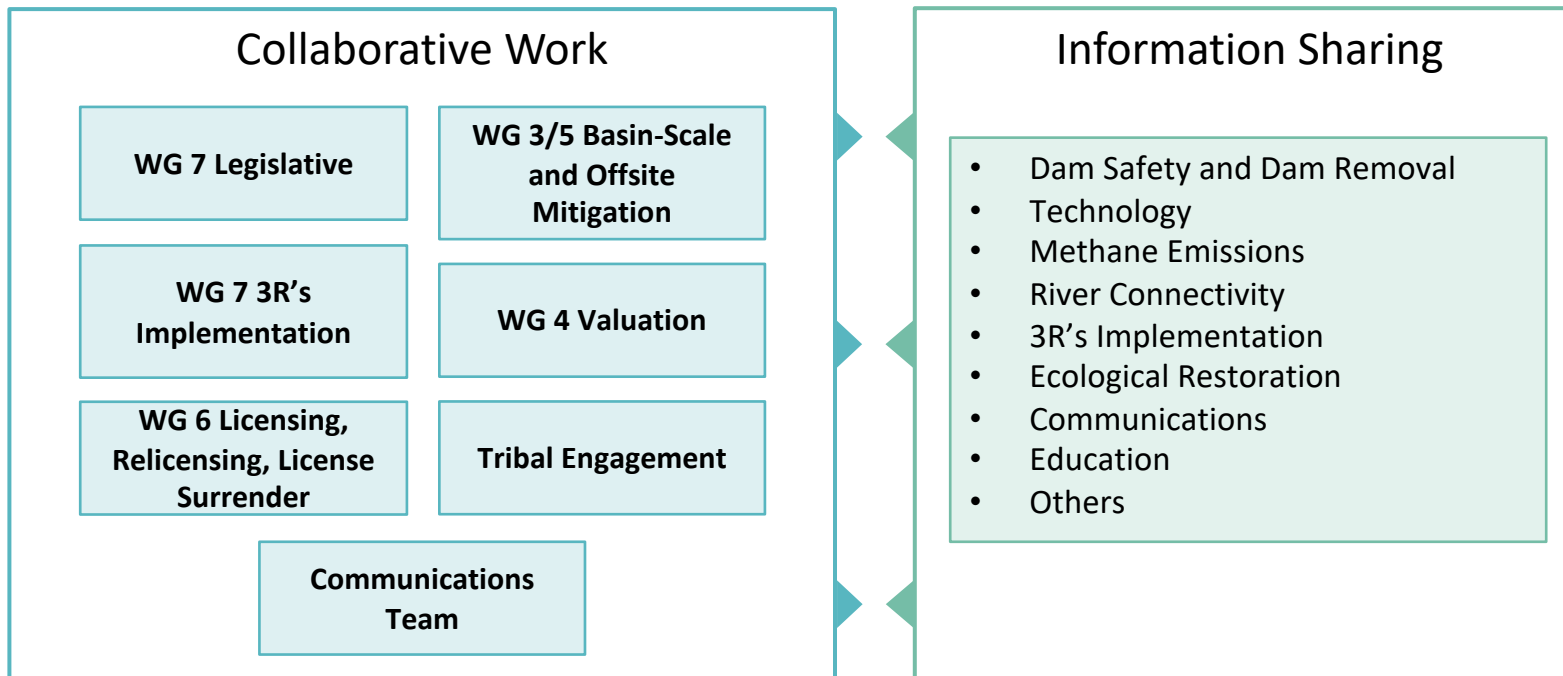 Collaborative Work
WG 7 Legislative
WG 3/5 Basin-Scale
and Offsite
Mitigation
WG 7 3R’s
Implementation
WG 4 Valuation
WG 6 Licensing,
Relicensing, License
Surrender
Tribal Engagement
Communications
Team
Information Sharing
• Dam Safety and Dam Removal
• Technology
• Methane Emissions
• River Connectivity
• 3R’s Implementation
• Ecological Restoration
• Communications
• Education
• Others